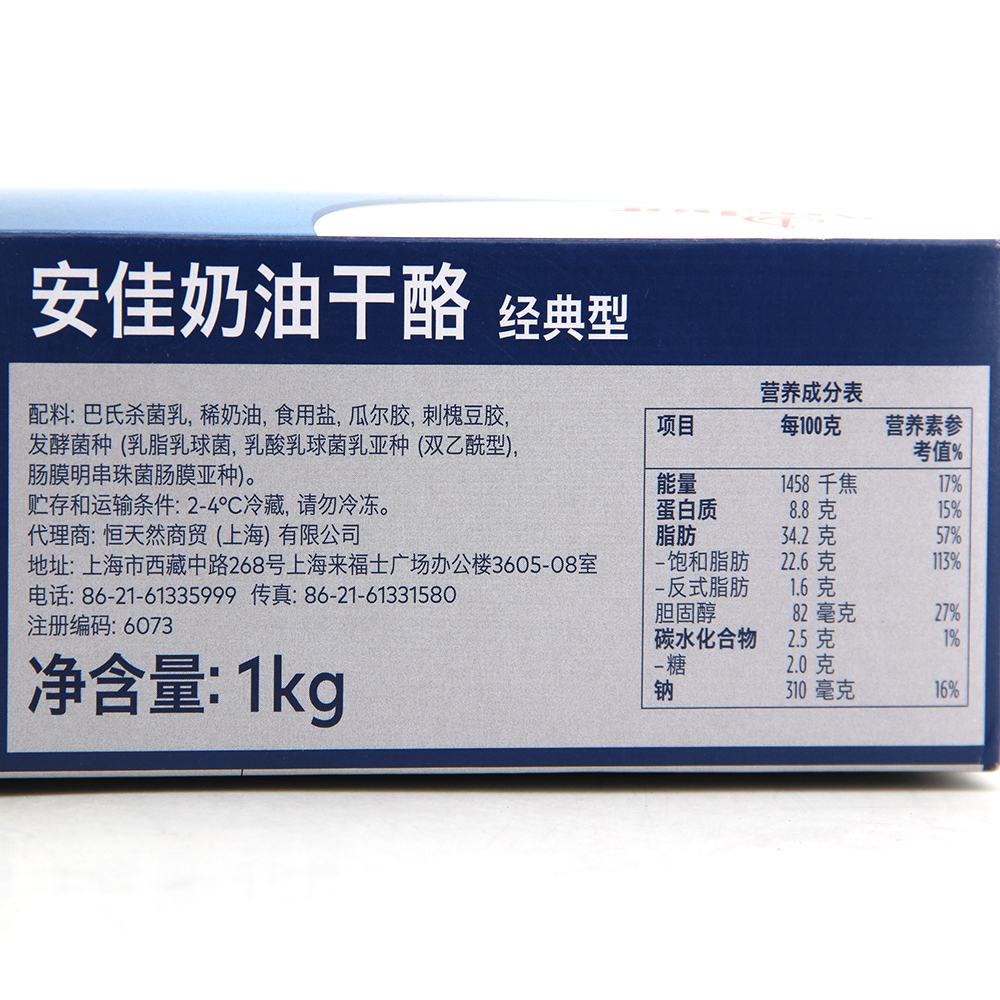 安佳奶油干酪 经典型
配料: 巴氏杀菌乳, 稀奶油, 食用盐, 瓜尔胶, 刺槐豆胶,
发酵菌种 (乳脂乳球菌, 乳酸乳球菌乳亚种 (双乙酰型),
肠膜明串珠菌肠膜亚种)。
贮存和运输条件: 2-4°C冷藏, 请勿冷冻。
代理商: 恒天然商贸 (上海) 有限公司
地址: 上海市西藏中路268号上海来福士广场办公楼3605-08室
电话: 86-21-61335999 传真: 86-21-61331580
注册编码: 6073
净含量: 1kg
营养成分表
项目 每100克 营养素参考值%
能量 1458 千焦 17%
蛋白质 8.8 克 15%
脂肪 34.2 克 57%
–饱和脂肪 22.6 克 113%
–反式脂肪 1.6 克
胆固醇 82 毫克 27%
碳水化合物 2.5 克 1%
–糖 2.0 克
钠 310 毫克 16%